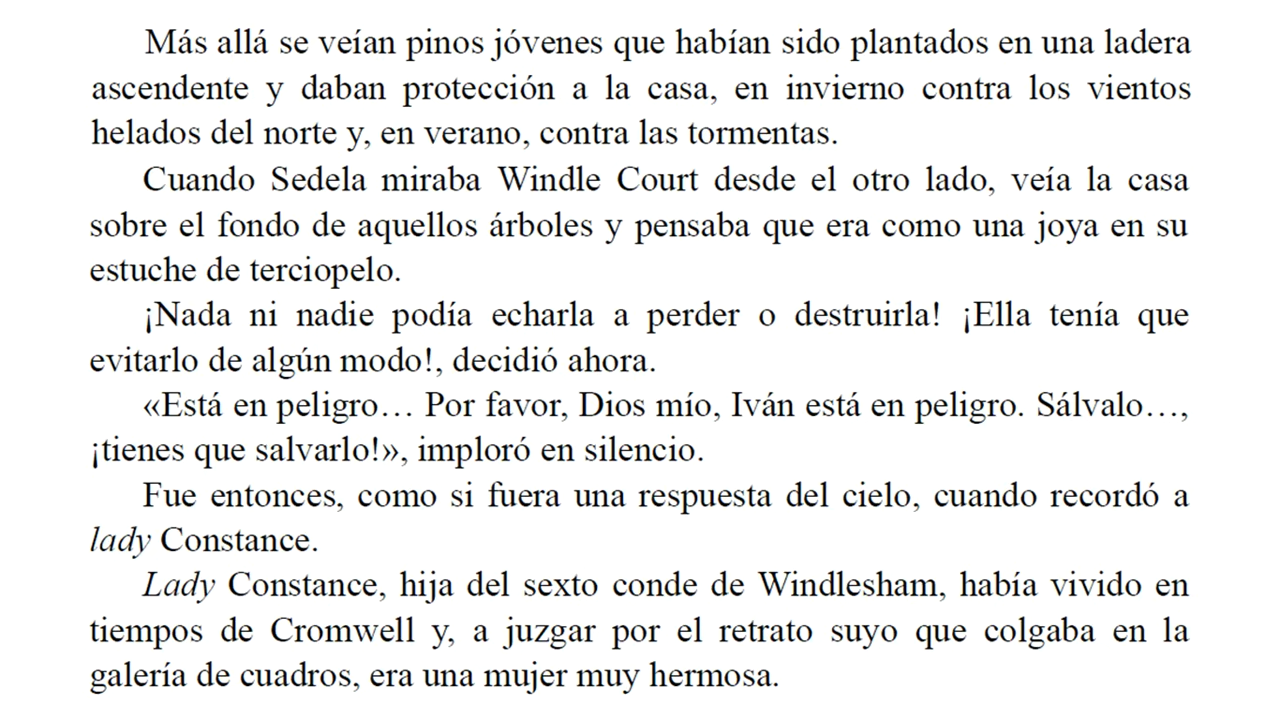 Más allá se veían pinos jóvenes que habían sido plantados en una ladera
ascendente y daban protección a la casa, en invierno contra los vientos
helados del norte y, en verano, contra las tormentas.
Cuando Sedela miraba Windle Court desde el otro lado, veía la casa
sobre el fondo de aquellos árboles y pensaba que era como una joya en su
estuche de terciopelo.
¡Nada ni nadie podía echarla a perder o destruirla! ¡Ella tenía que
evitarlo de algún modo!, decidió ahora.
«Está en peligro… Por favor, Dios mío, Iván está en peligro. Sálvalo…,
¡tienes que salvarlo!», imploró en silencio.
Fue entonces, como si fuera una respuesta del cielo, cuando recordó a
lady Constance.
Lady Constance, hija del sexto conde de Windlesham, había vivido en
tiempos de Cromwell y, a juzgar por el retrato suyo que colgaba en la
galería de cuadros, era una mujer muy hermosa.